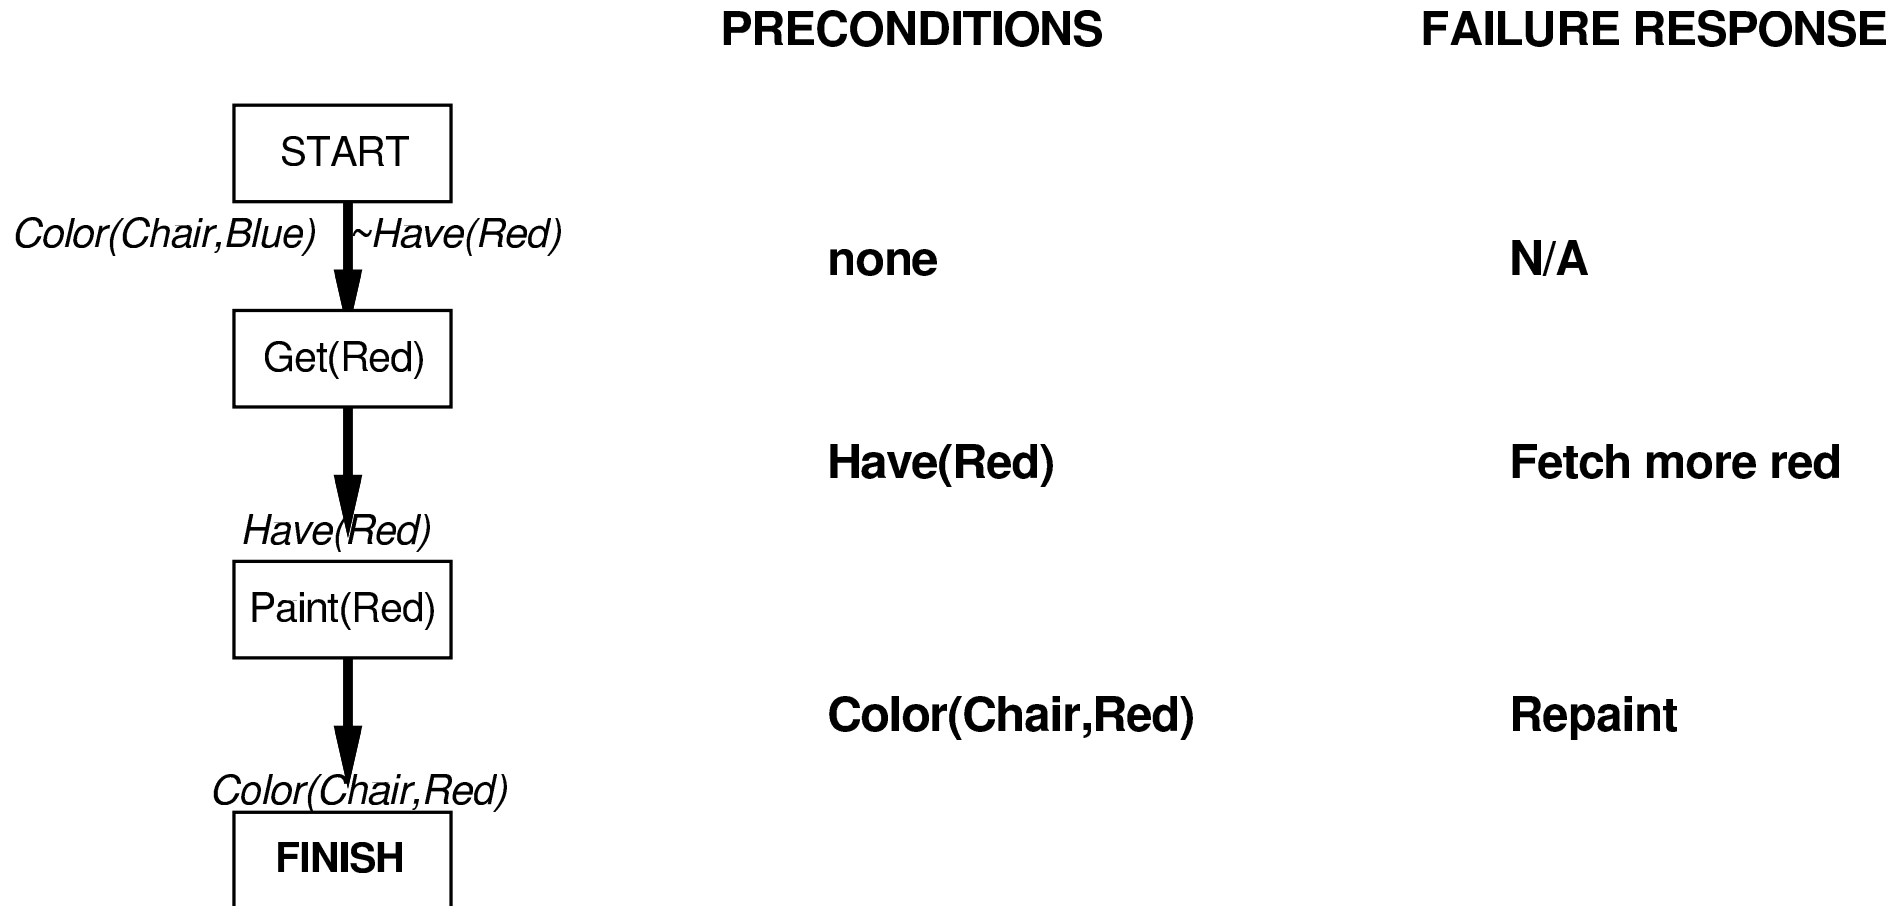 PRECONDITIONS FAILURE RESPONSE
START
Color(Chair,Blue) ~Have(Red) none N/A
Get(Red)
Have(Red) Fetch more red
Have(Red)
Paint(Red)
Color(Chair,Red) Repaint
Color(Chair,Red)
FINISH